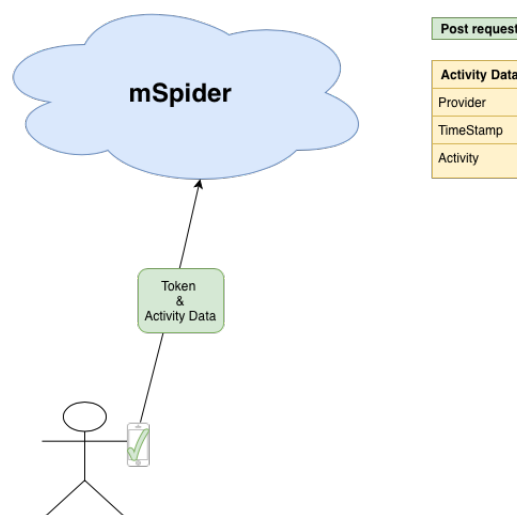 mSpider
Post request
Activity Data
Provider
TimeStamp
Activity
Token
&
Activity Data